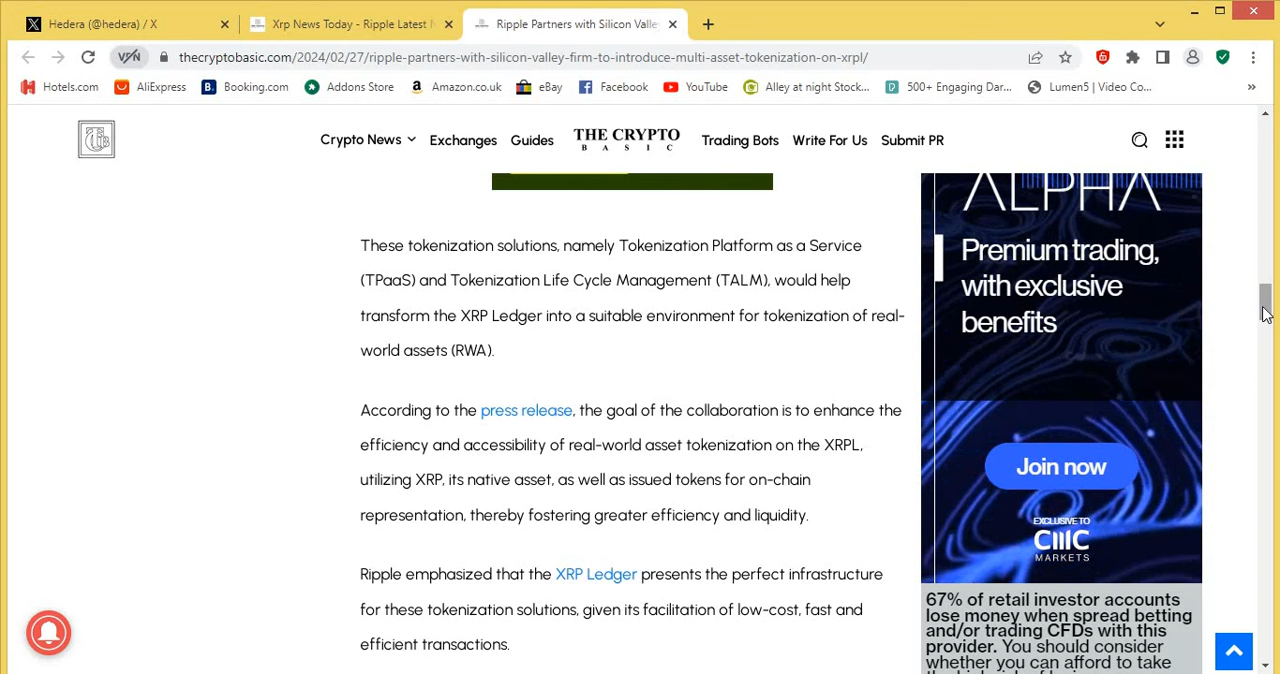 Hedera (@hedera) / X
Xrp News Today - Ripple Latest N
Ripple Partners with Silicon Valle
VPN
thecryptobasic.com/2024/02/27/ripple-partners-with-silicon-valley-firm-to-introduce-multi-asset-tokenization-on-xrpl/
Hotels.com
AliExpress
Booking.com
Addons Store
Amazon.co.uk
eBay
Facebook
YouTube
Alley at night Stock...
500+ Engaging Dar...
Lumen5 | Video Co...
Crypto News
Exchanges
Guides
THE CRYPTO
BASIC
Trading Bots
Write For Us
Submit PR
These tokenization solutions, namely Tokenization Platform as a Service
(TPaaS) and Tokenization Life Cycle Management (TALM), would help
transform the XRP Ledger into a suitable environment for tokenization of real-
world assets (RWA).
According to the press release, the goal of the collaboration is to enhance the
efficiency and accessibility of real-world asset tokenization on the XRPL,
utilizing XRP, its native asset, as well as issued tokens for on-chain
representation, thereby fostering greater efficiency and liquidity.
Ripple emphasized that the XRP Ledger presents the perfect infrastructure
for these tokenization solutions, given its facilitation of low-cost, fast and
efficient transactions.
ALPHA
Premium trading,
with exclusive
benefits
Join now
EXCLUSIVE TO
CMC
MARKETS
67% of retail investor accounts
lose money when spread betting
and/or trading CFDs with this
provider. You should consider
whether you can afford to take